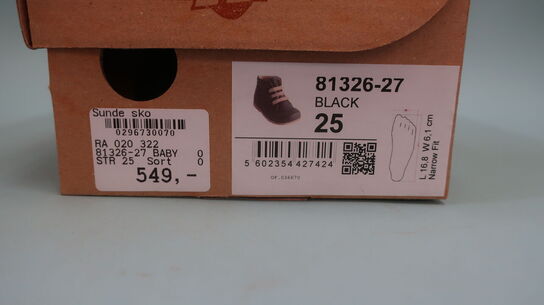 Sunde sko
0296730070
RA 020 322
81326-27 BABY 0
STR 25 Sort 0
549,-
81326-27
BLACK
25
5 602354 427424
L 16,8 W 6,1 cm
Narrow Fit